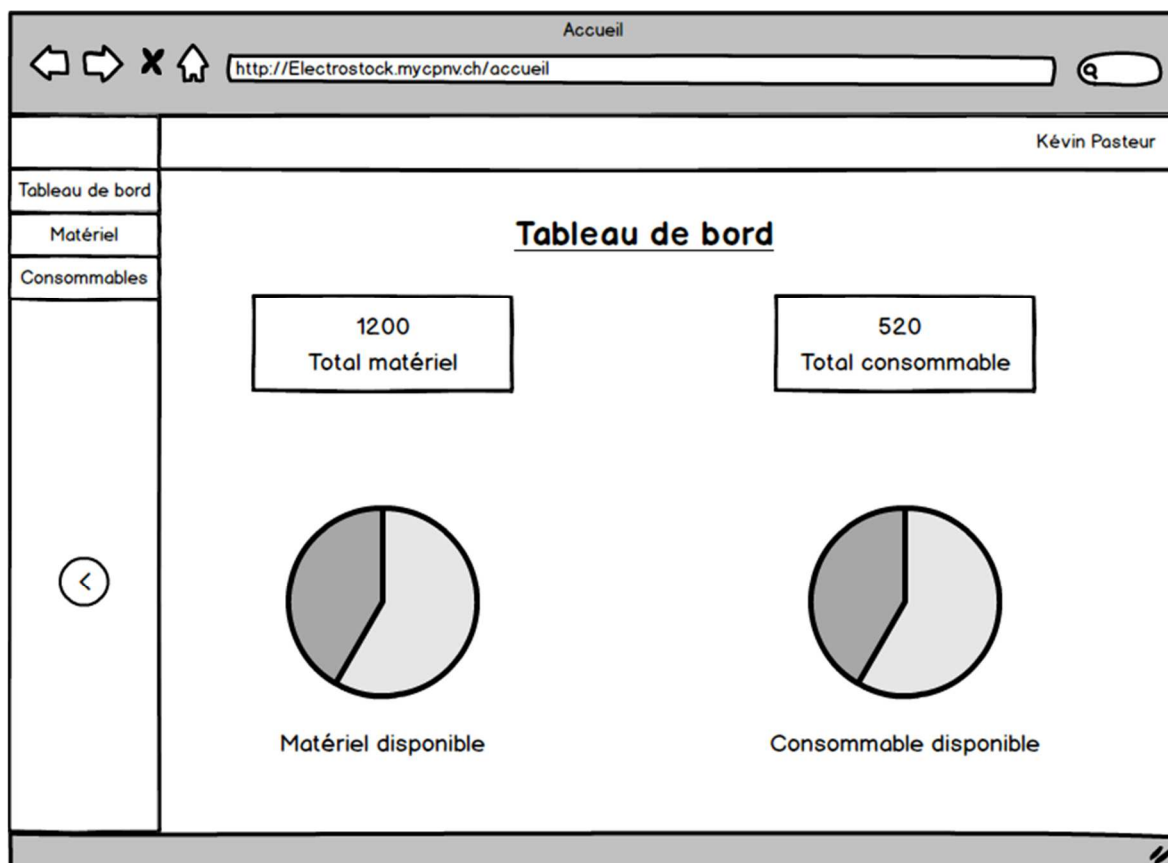 Accueil
http://Electrostock.mycpnv.ch/accueil
Kévin Pasteur
Tableau de bord
Matériel
Consommables
Tableau de bord
1200
Total matériel
520
Total consommable
Matériel disponible
Consommable disponible